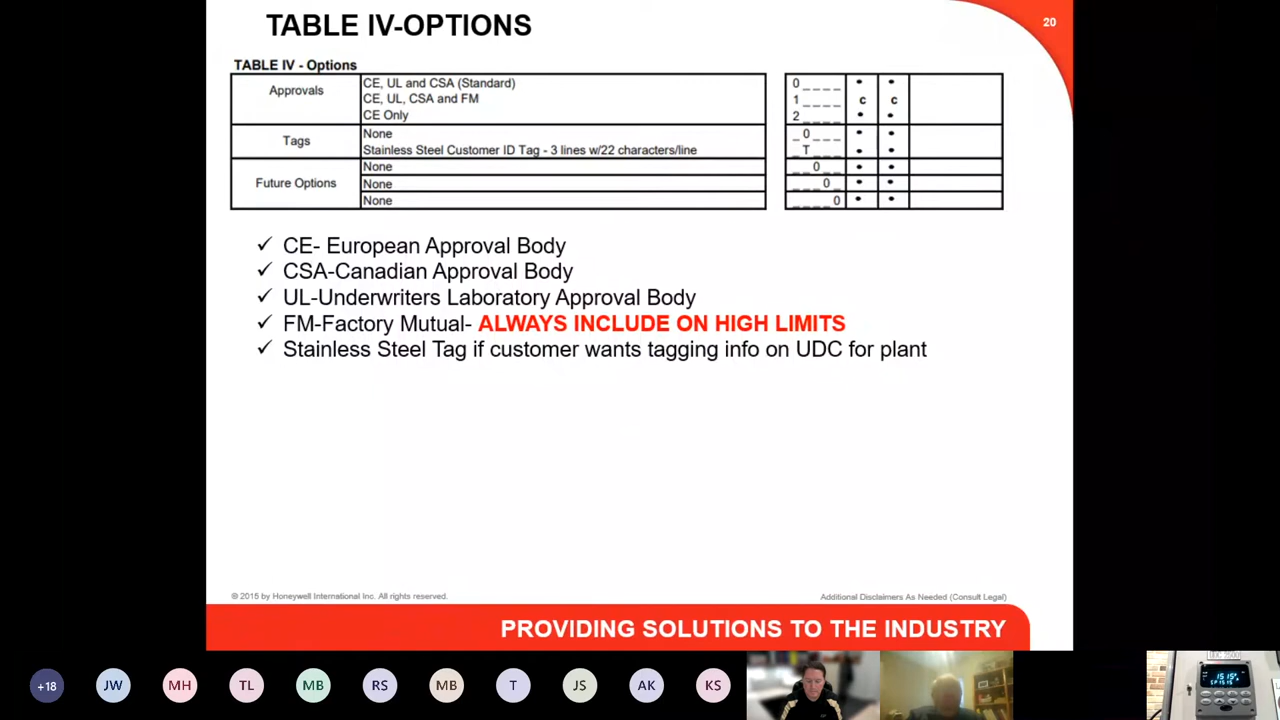 TABLE IV-OPTIONS
20
TABLE IV - Options
Approvals
CE, UL and CSA (Standard)
CE, UL, CSA and FM
CE Only
0 _ _ _ _ • •
1 _ _ _ _ c c
2 _ _ _ _ • •
Tags
None
Stainless Steel Customer ID Tag - 3 lines w/22 characters/line
_ 0 _ _ _ • •
_ T _ _ _ • •
Future Options
None
None
None
_ _ 0 _ _ • •
_ _ _ 0 _ • •
_ _ _ _ 0 • •
✓ CE- European Approval Body
✓ CSA-Canadian Approval Body
✓ UL-Underwriters Laboratory Approval Body
✓ FM-Factory Mutual- ALWAYS INCLUDE ON HIGH LIMITS
✓ Stainless Steel Tag if customer wants tagging info on UDC for plant
© 2015 by Honeywell International Inc. All rights reserved.
Additional Disclaimers As Needed (Consult Legal)
PROVIDING SOLUTIONS TO THE INDUSTRY
+18
JW
MH
TL
MB
RS
MB
T
JS
AK
KS